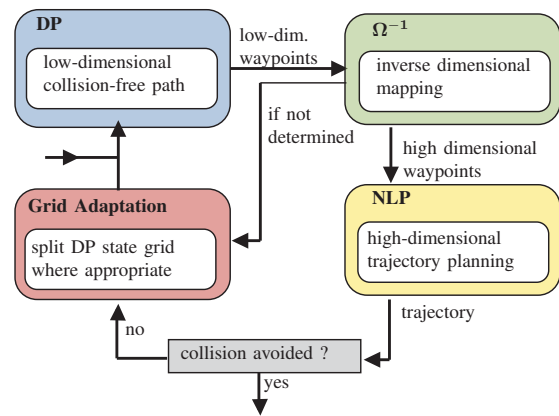 DP
low-dimensional
collision-free path
low-dim.
waypoints
Ω⁻¹
inverse dimensional
mapping
if not
determined
high dimensional
waypoints
Grid Adaptation
split DP state grid
where appropriate
NLP
high-dimensional
trajectory planning
no
collision avoided ?
trajectory
yes